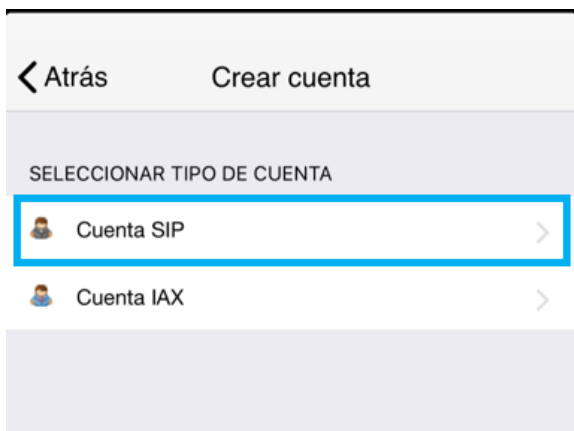 Atrás Crear cuenta
SELECCIONAR TIPO DE CUENTA
Cuenta SIP
Cuenta IAX